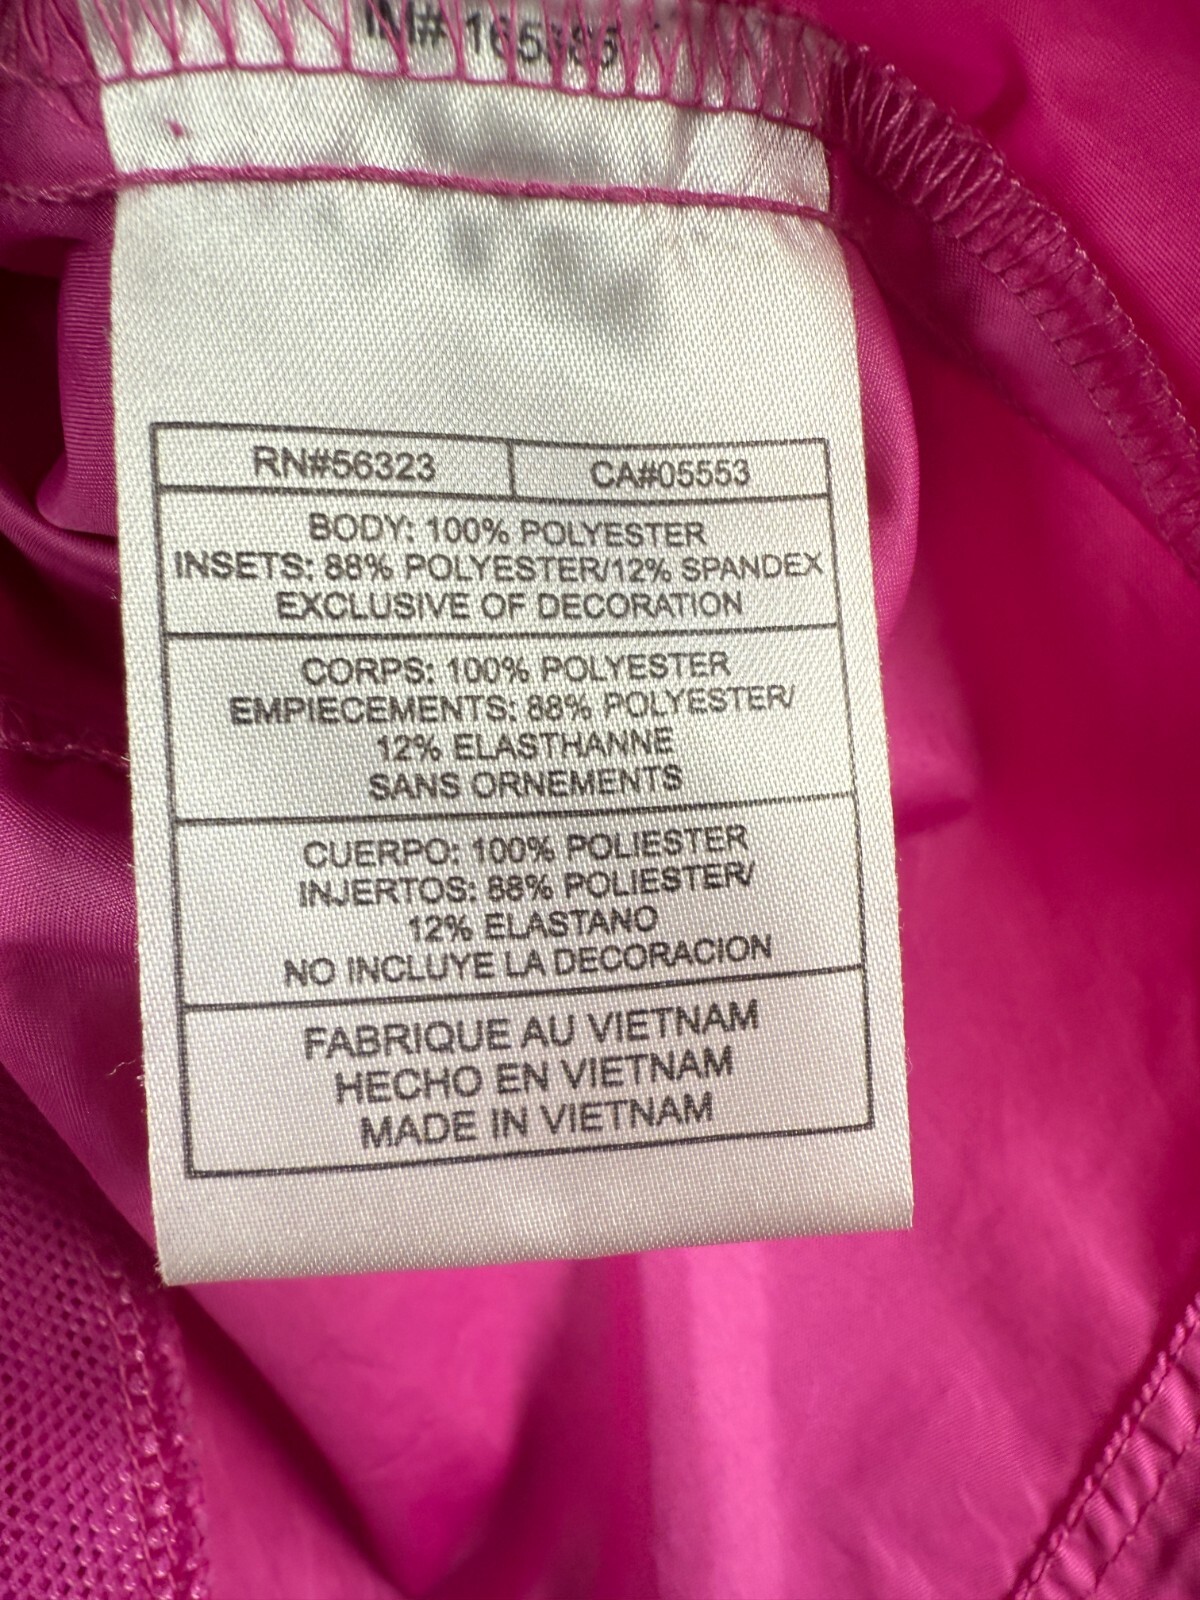 RN#56323 CA#05553
BODY: 100% POLYESTER
INSETS: 88% POLYESTER/12% SPANDEX
EXCLUSIVE OF DECORATION
CORPS: 100% POLYESTER
EMPIECEMENTS: 88% POLYESTER/
12% ELASTHANNE
SANS ORNEMENTS
CUERPO: 100% POLIESTER
INJERTOS: 88% POLIESTER/
12% ELASTANO
NO INCLUYE LA DECORACION
FABRIQUE AU VIETNAM
HECHO EN VIETNAM
MADE IN VIETNAM